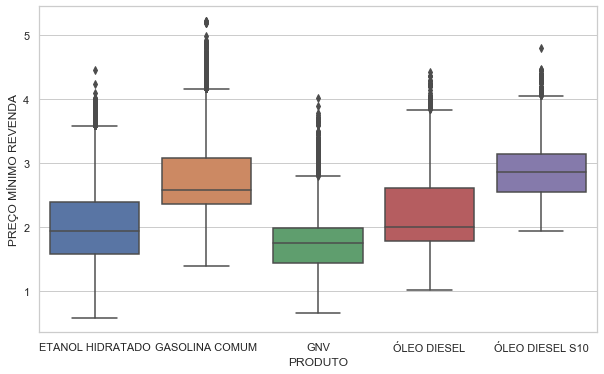 5
4
3
2
1
PREÇO MÍNIMO REVENDA
ETANOL HIDRATADO GASOLINA COMUM GNV ÓLEO DIESEL ÓLEO DIESEL S10
PRODUTO